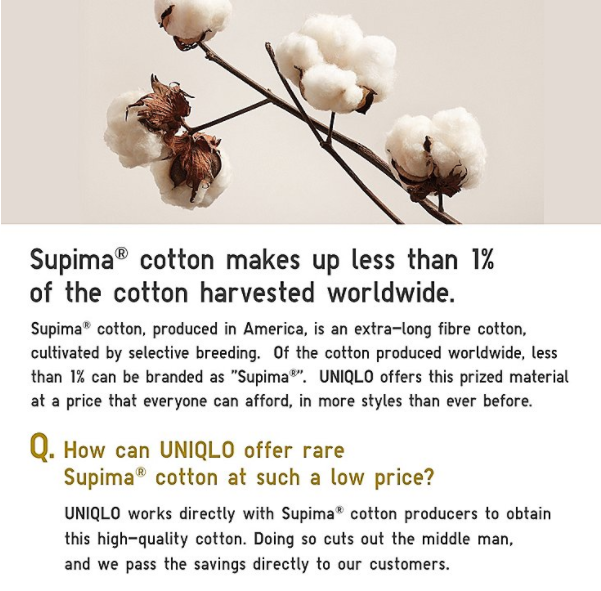 Supima® cotton makes up less than 1%
of the cotton harvested worldwide.
Supima® cotton, produced in America, is an extra-long fibre cotton,
cultivated by selective breeding. Of the cotton produced worldwide, less
than 1% can be branded as "Supima®". UNIQLO offers this prized material
at a price that everyone can afford, in more styles than ever before.
Q. How can UNIQLO offer rare
Supima® cotton at such a low price?
UNIQLO works directly with Supima® cotton producers to obtain
this high-quality cotton. Doing so cuts out the middle man,
and we pass the savings directly to our customers.